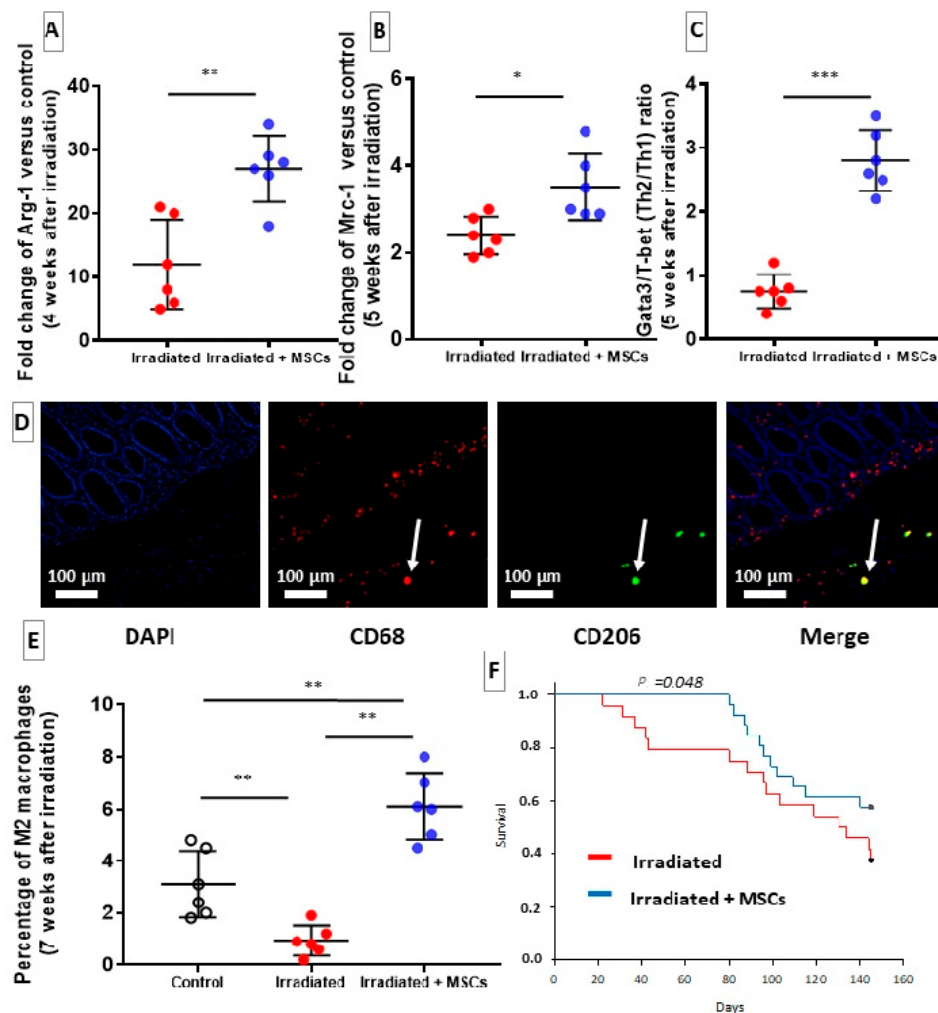 A
Fold change of Arg-1 versus control
(4 weeks after irradiation)
**
40
30
20
10
0
Irradiated
Irradiated + MSCs
B
Fold change of Mrc-1 versus control
(5 weeks after irradiation)
*
6
4
2
0
Irradiated
Irradiated + MSCs
C
Gata3/T-bet (Th2/Th1) ratio
(5 weeks after irradiation)
***
4
3
2
1
0
Irradiated
Irradiated + MSCs
D
100 µm
100 µm
100 µm
100 µm
DAPI
CD68
CD206
Merge
E
Percentage of M2 macrophages
(7 weeks after irradiation)
**
**
**
10
8
6
4
2
0
Control
Irradiated
Irradiated + MSCs
F
P =0.048
Survival
1.0
0.8
0.6
0.4
0.2
0.0
Irradiated
Irradiated + MSCs
0
20
40
60
80
100
120
140
160
Days